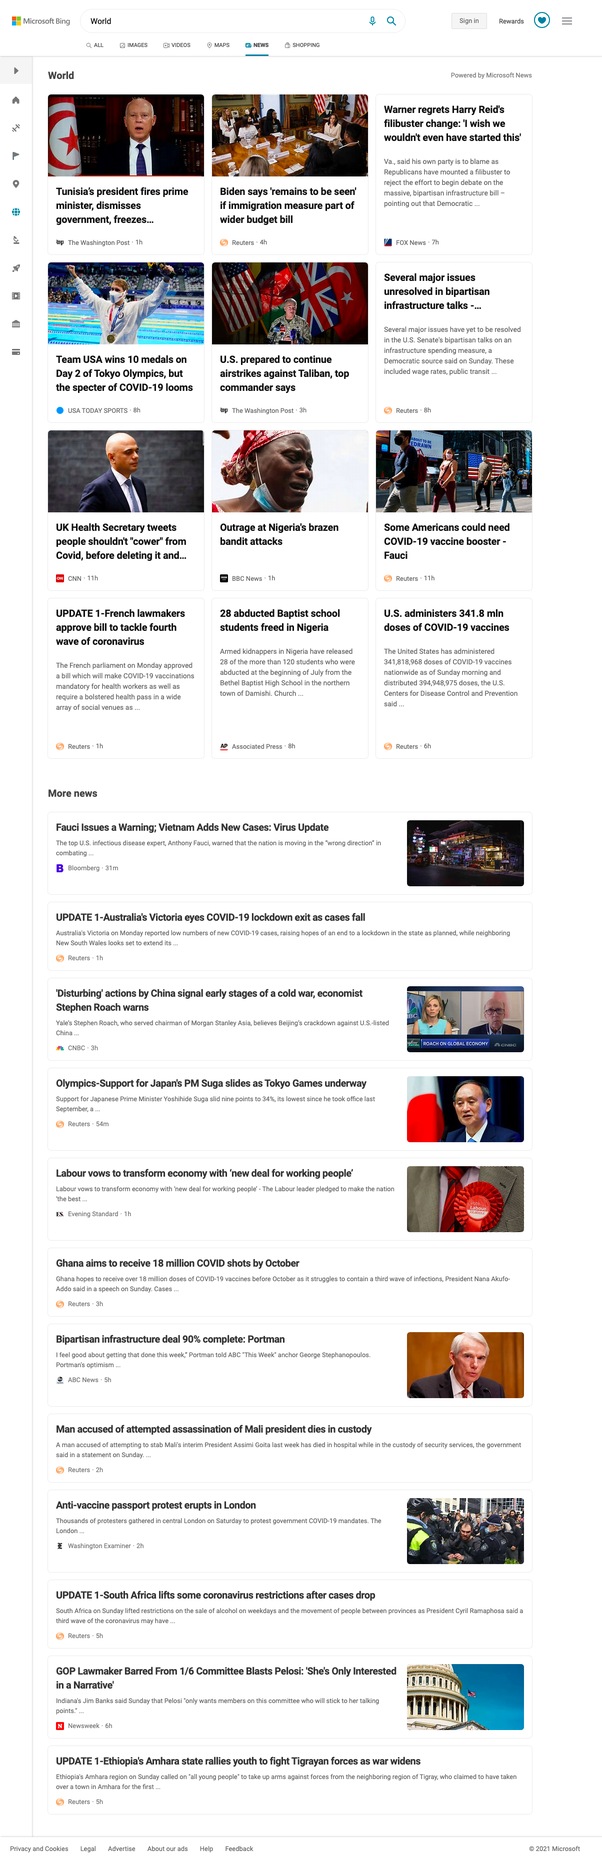 Microsoft Bing
World
Sign in
Rewards
ALL
IMAGES
VIDEOS
MAPS
NEWS
SHOPPING
World
Powered by Microsoft News
Tunisia's president fires prime
minister, dismisses
government, freezes...
The Washington Post · 1h
Biden says 'remains to be seen'
if immigration measure part of
wider budget bill
Reuters · 4h
Warner regrets Harry Reid's
filibuster change: 'I wish we
wouldn't even have started this'
Va., said his own party is to blame as
Republicans have mounted a filibuster to
reject the effort to begin debate on the
massive, bipartisan infrastructure bill –
pointing out that Democratic ...
FOX News · 7h
Team USA wins 10 medals on
Day 2 of Tokyo Olympics, but
the specter of COVID-19 looms
USA TODAY SPORTS · 8h
U.S. prepared to continue
airstrikes against Taliban, top
commander says
The Washington Post · 3h
Several major issues
unresolved in bipartisan
infrastructure talks -...
Several major issues have yet to be resolved
in the U.S. Senate's bipartisan talks on an
infrastructure spending measure, a
Democratic source said on Sunday. These
included wage rates, public transit ...
Reuters · 8h
UK Health Secretary tweets
people shouldn't "cower" from
Covid, before deleting it and...
CNN · 11h
Outrage at Nigeria's brazen
bandit attacks
BBC News · 1h
Some Americans could need
COVID-19 vaccine booster -
Fauci
Reuters · 11h
UPDATE 1-French lawmakers
approve bill to tackle fourth
wave of coronavirus
The French parliament on Monday approved
a bill which will make COVID-19 vaccinations
mandatory for health workers as well as
require a bolstered health pass in a wide
array of social venues as ...
Reuters · 1h
28 abducted Baptist school
students freed in Nigeria
Armed kidnappers in Nigeria have released
28 of the more than 120 students who were
abducted at the beginning of July from the
Bethel Baptist High School in the northern
town of Damishi. Church ...
AP Associated Press · 8h
U.S. administers 341.8 mln
doses of COVID-19 vaccines
The United States has administered
341,818,968 doses of COVID-19 vaccines
nationwide as of Sunday morning and
distributed 394,948,975 doses, the U.S.
Centers for Disease Control and Prevention
said ...
Reuters · 6h
More news
Fauci Issues a Warning; Vietnam Adds New Cases: Virus Update
The top U.S. infectious disease expert, Anthony Fauci, warned that the nation is moving in the "wrong direction" in
combating ...
B Bloomberg · 31m
UPDATE 1-Australia's Victoria eyes COVID-19 lockdown exit as cases fall
Australia's Victoria on Monday reported low numbers of new COVID-19 cases, raising hopes of an end to a lockdown in the state as planned, while neighboring
New South Wales looks set to extend its ...
Reuters · 1h
'Disturbing' actions by China signal early stages of a cold war, economist
Stephen Roach warns
Yale's Stephen Roach, who served chairman of Morgan Stanley Asia, believes Beijing's crackdown against U.S.-listed
China ...
CNBC · 3h
ROACH ON GLOBAL ECONOMY
CNBC
Olympics-Support for Japan's PM Suga slides as Tokyo Games underway
Support for Japanese Prime Minister Yoshihide Suga slid nine points to 34%, its lowest since he took office last
September, a ...
Reuters · 54m
Labour vows to transform economy with 'new deal for working people'
Labour vows to transform economy with 'new deal for working people' - The Labour leader pledged to make the nation
'the best ...
ES. Evening Standard · 1h
Labour
Ghana aims to receive 18 million COVID shots by October
Ghana hopes to receive over 18 million doses of COVID-19 vaccines before October as it struggles to contain a third wave of infections, President Nana Akufo-
Addo said in a speech on Sunday. Cases ...
Reuters · 3h
Bipartisan infrastructure deal 90% complete: Portman
I feel good about getting that done this week," Portman told ABC "This Week" anchor George Stephanopoulos.
Portman's optimism ...
ABC News · 5h
Man accused of attempted assassination of Mali president dies in custody
A man accused of attempting to stab Mali's interim President Assimi Goita last week has died in hospital while in the custody of security services, the government
said in a statement on Sunday. ...
Reuters · 2h
Anti-vaccine passport protest erupts in London
Thousands of protesters gathered in central London on Saturday to protest government COVID-19 mandates. The
London ...
Washington Examiner · 2h
UPDATE 1-South Africa lifts some coronavirus restrictions after cases drop
South Africa on Sunday lifted restrictions on the sale of alcohol on weekdays and the movement of people between provinces as President Cyril Ramaphosa said a
third wave of the coronavirus may have ...
Reuters · 5h
GOP Lawmaker Barred From 1/6 Committee Blasts Pelosi: 'She's Only Interested
in a Narrative'
Indiana's Jim Banks said Sunday that Pelosi "only wants members on this committee who will stick to her talking
points." ...
N Newsweek · 6h
UPDATE 1-Ethiopia's Amhara state rallies youth to fight Tigrayan forces as war widens
Ethiopia's Amhara region on Sunday called on "all young people" to take up arms against forces from the neighboring region of Tigray, who claimed to have taken
over a town in Amhara for the first ...
Reuters · 5h
Privacy and Cookies
Legal
Advertise
About our ads
Help
Feedback
© 2021 Microsoft